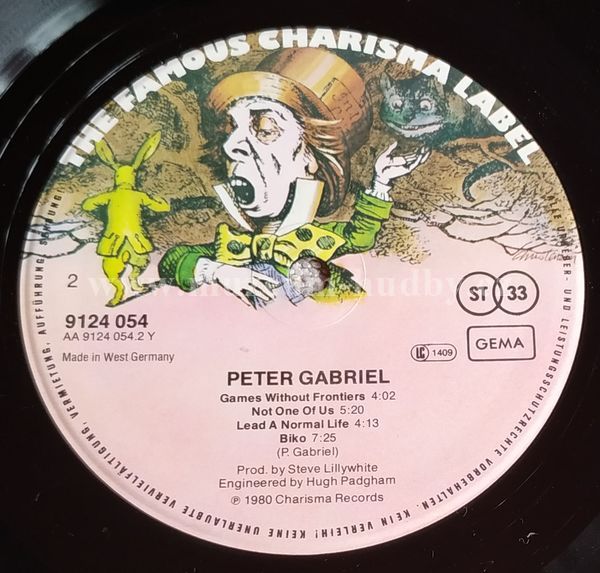 THE FAMOUS CHARISMA LABEL
2
9124 054
AA 9124 054.2 Y
Made in West Germany
ST 33
LC 1409
GEMA
PETER GABRIEL
Games Without Frontiers 4:02
Not One Of Us 5:20
Lead A Normal Life 4:13
Biko 7:25
(P. Gabriel)
Prod. by Steve Lillywhite
Engineered by Hugh Padgham
℗ 1980 Charisma Records
ALLE URHEBER- UND LEISTUNGSSCHUTZRECHTE VORBEHALTEN. KEIN VERLEIH! KEINE UNERLAUBTE VERVIELFÄLTIGUNG, VERMIETUNG, AUFFÜHRUNG, SENDUNG!